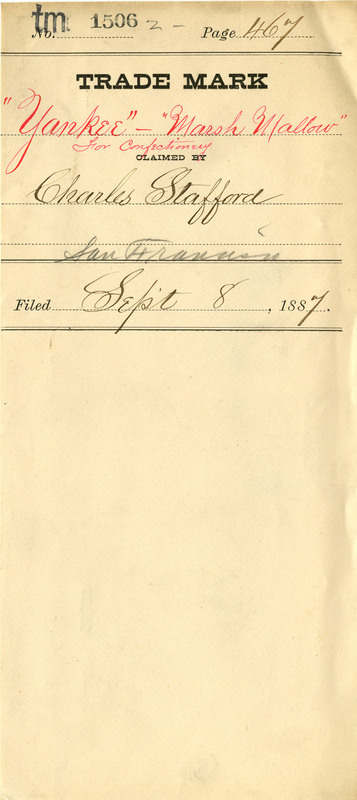 No. tm 1506 2 - Page 467
TRADE MARK
"Yankee" – "Marsh Mallow"
For Confectionery
CLAIMED BY
Charles Stafford
San Francisco
Filed Sept 8, 1887.